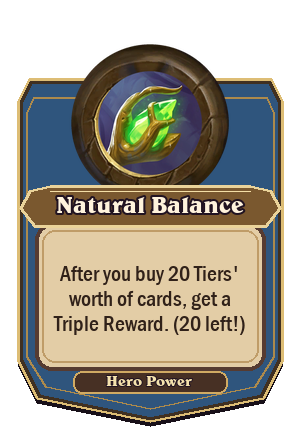 Natural Balance
After you buy 20 Tiers'
worth of cards, get a
Triple Reward. (20 left!)
Hero Power